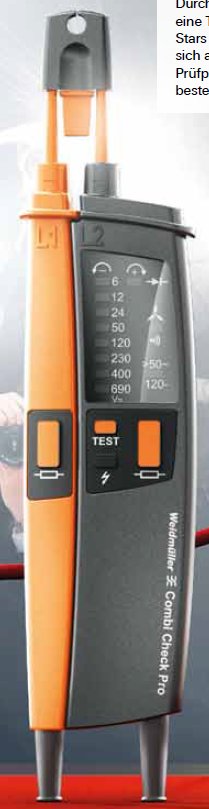 Durch
eine T
Stars
sich a
Prüfp
beste
L1 L2
- +
6
12
24
50
120
230
400
690
V≂
>50~
120⎓
TEST
Weidmüller Combi Check Pro